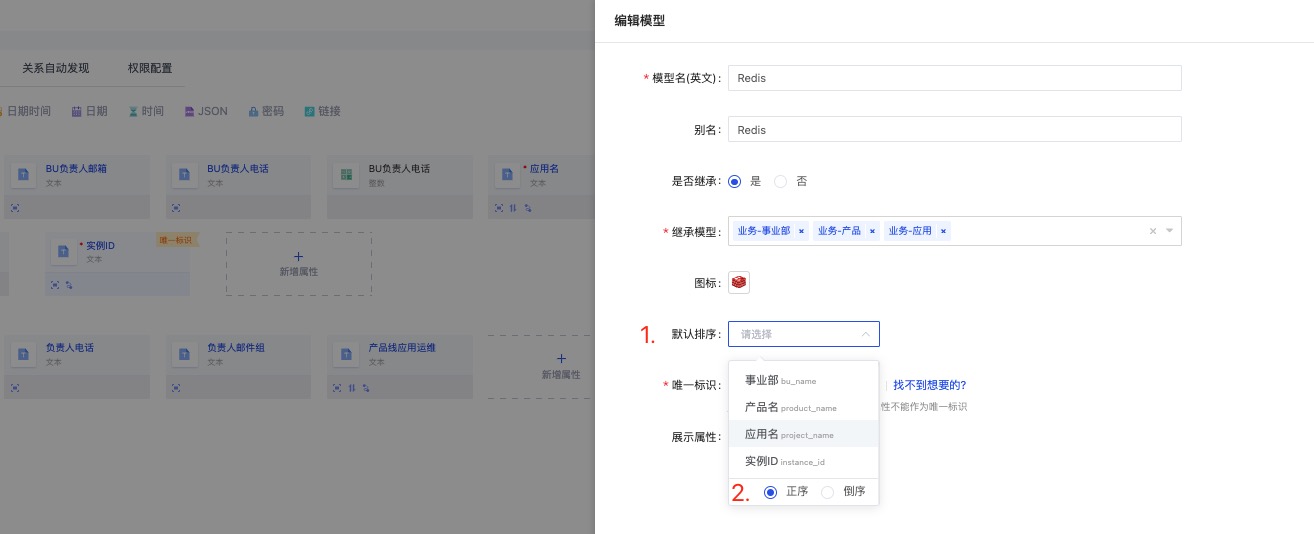 关系自动发现 权限配置
日期时间 日期 时间 JSON 密码 链接
BU负责人邮箱
文本
BU负责人电话
文本
BU负责人电话
整数
* 应用名
文本
* 实例ID
文本
唯一标识
+
新增属性
负责人电话
文本
负责人邮件组
文本
产品线应用运维
文本
+
新增属性
编辑模型
* 模型名(英文): Redis
别名: Redis
是否继承: 是 否
* 继承模型: 业务-事业部 × 业务-产品 × 业务-应用 ×
图标:
1. 默认排序: 请选择
事业部 bu_name
产品名 product_name
应用名 project_name
实例ID instance_id
2. 正序 倒序
* 唯一标识: 找不到想要的?
性不能作为唯一标识
展示属性: